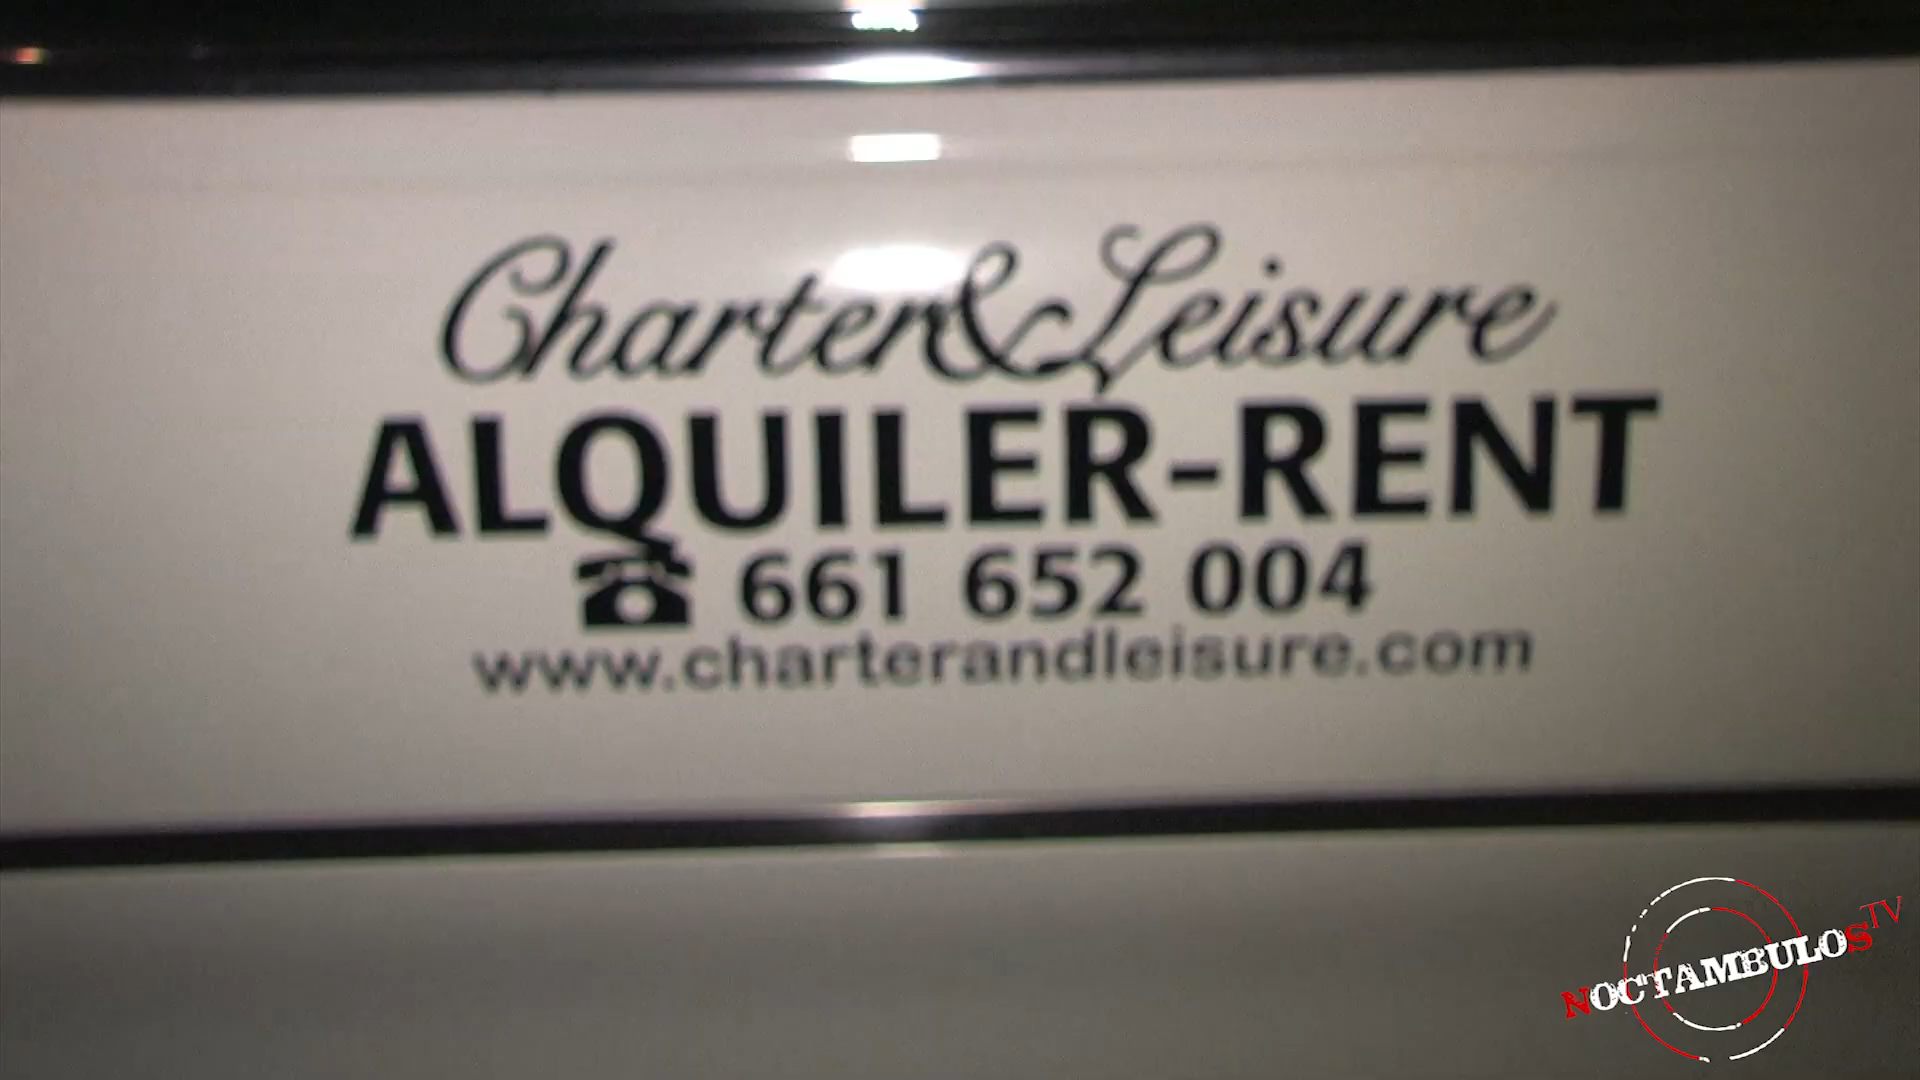 Charter & Leisure
ALQUILER-RENT
☎ 661 652 004
www.charterandleisure.com
NOCTAMBULOS TV